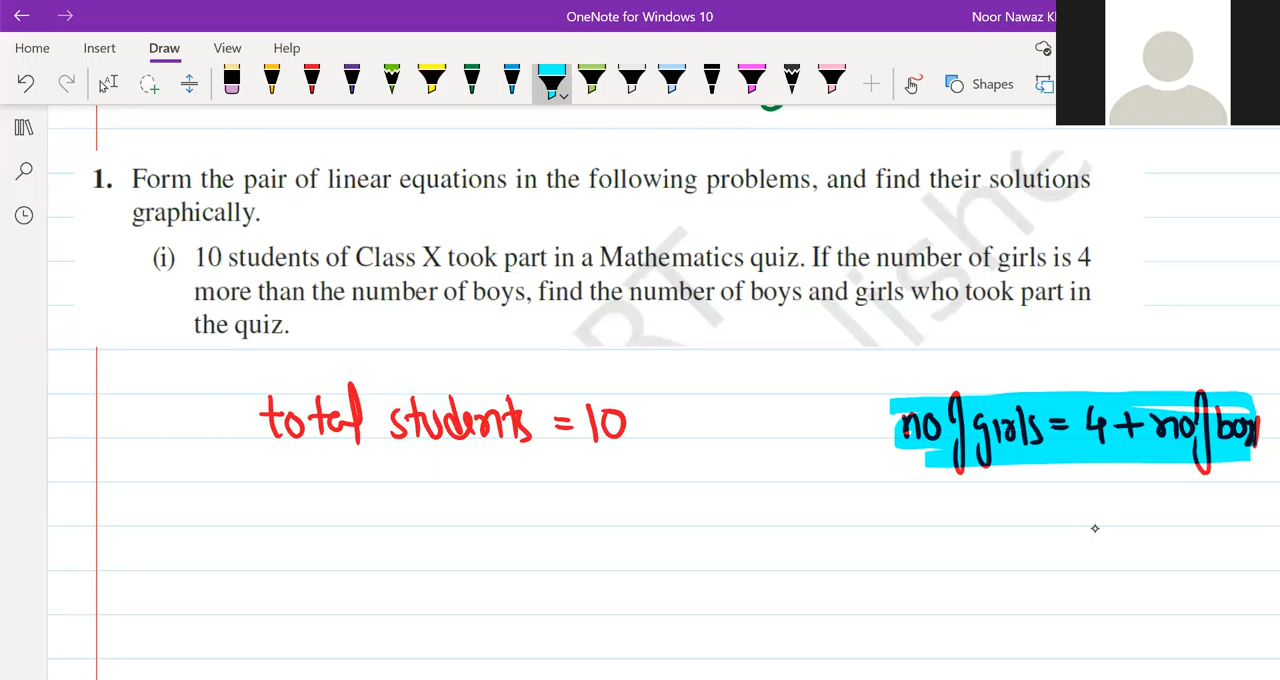 OneNote for Windows 10
Noor Nawaz Kh
Home Insert Draw View Help
Shapes
1. Form the pair of linear equations in the following problems, and find their solutions
graphically.
(i) 10 students of Class X took part in a Mathematics quiz. If the number of girls is 4
more than the number of boys, find the number of boys and girls who took part in
the quiz.
total students = 10
no of girls = 4 + no of boy